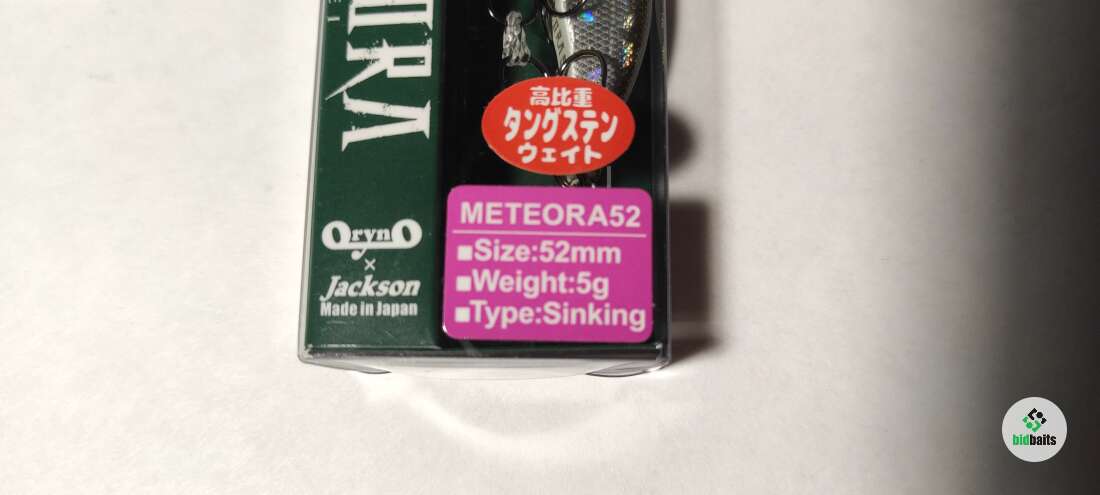 高比重
タングステン
ウェイト
METEORA52
■Size:52mm
■Weight:5g
■Type:Sinking
OrynO
×
Jackson
Made in Japan
bidbaits